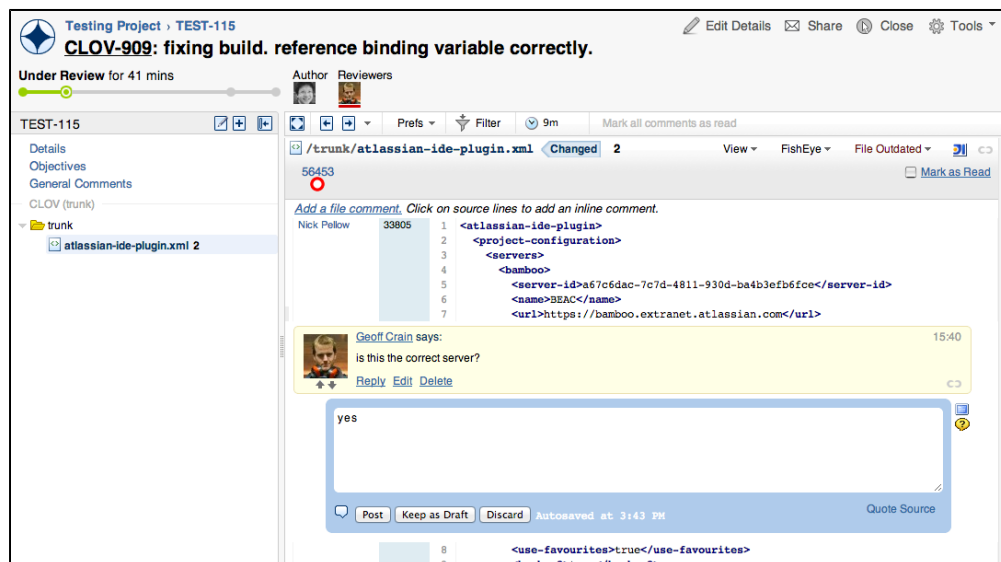 Testing Project › TEST-115
CLOV-909: fixing build. reference binding variable correctly.
Edit Details Share Close Tools
Under Review for 41 mins
Author Reviewers
TEST-115
Prefs Filter 9m Mark all comments as read
Details
Objectives
General Comments
CLOV (trunk)
trunk
atlassian-ide-plugin.xml 2
/trunk/atlassian-ide-plugin.xml Changed 2 View FishEye File Outdated
56453 Mark as Read
Add a file comment. Click on source lines to add an inline comment.
Nick Pellow 33805 1 <atlassian-ide-plugin>
2 <project-configuration>
3 <servers>
4 <bamboo>
5 <server-id>a67c6dac-7c7d-4811-930d-ba4b3efb6fce</server-id>
6 <name>BEAC</name>
7 <url>https://bamboo.extranet.atlassian.com</url>
Geoff Crain says: 15:40
is this the correct server?
Reply Edit Delete
yes
Post Keep as Draft Discard Autosaved at 3:43 PM Quote Source
8 <use-favourites>true</use-favourites>